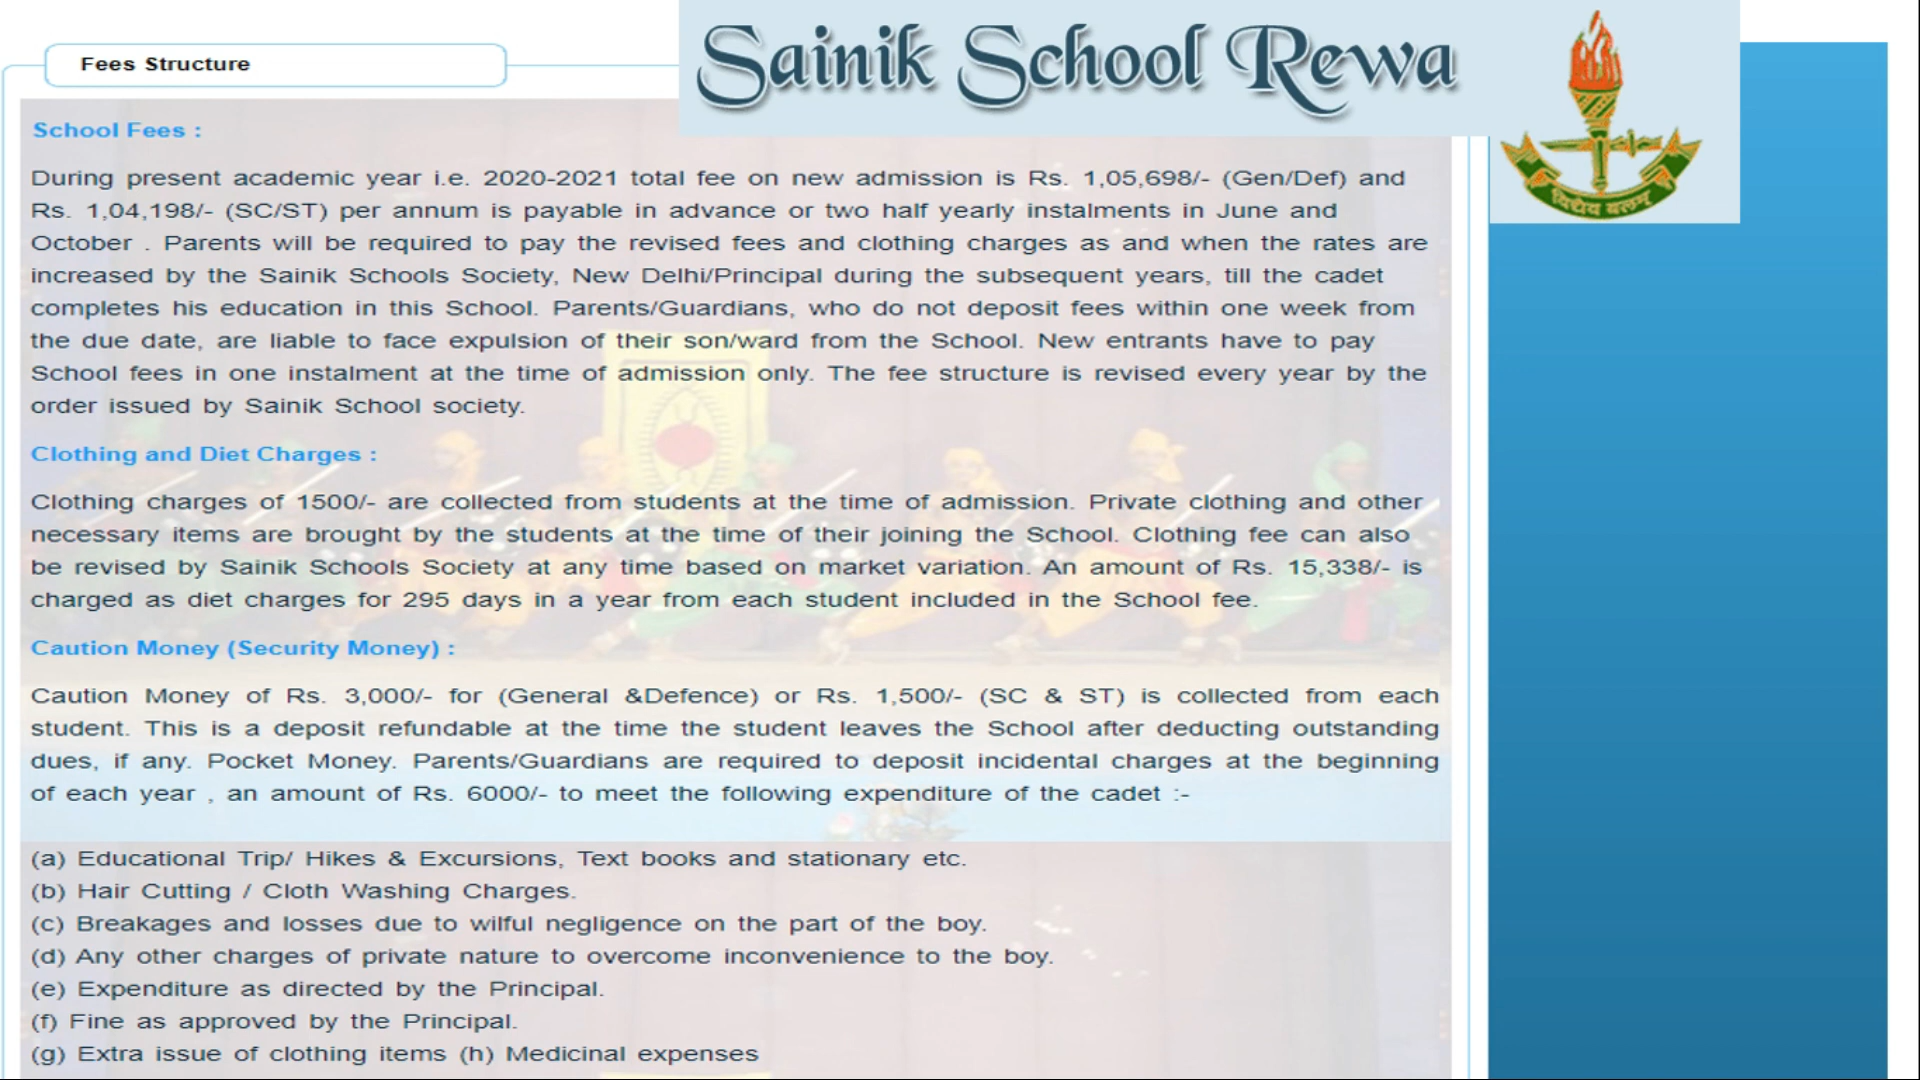 Sainik School Rewa
विद्यैव बलम्
Fees Structure
School Fees :
During present academic year i.e. 2020-2021 total fee on new admission is Rs. 1,05,698/- (Gen/Def) and
Rs. 1,04,198/- (SC/ST) per annum is payable in advance or two half yearly instalments in June and
October . Parents will be required to pay the revised fees and clothing charges as and when the rates are
increased by the Sainik Schools Society, New Delhi/Principal during the subsequent years, till the cadet
completes his education in this School. Parents/Guardians, who do not deposit fees within one week from
the due date, are liable to face expulsion of their son/ward from the School. New entrants have to pay
School fees in one instalment at the time of admission only. The fee structure is revised every year by the
order issued by Sainik School society.
Clothing and Diet Charges :
Clothing charges of 1500/- are collected from students at the time of admission. Private clothing and other
necessary items are brought by the students at the time of their joining the School. Clothing fee can also
be revised by Sainik Schools Society at any time based on market variation. An amount of Rs. 15,338/- is
charged as diet charges for 295 days in a year from each student included in the School fee.
Caution Money (Security Money) :
Caution Money of Rs. 3,000/- for (General &Defence) or Rs. 1,500/- (SC & ST) is collected from each
student. This is a deposit refundable at the time the student leaves the School after deducting outstanding
dues, if any. Pocket Money. Parents/Guardians are required to deposit incidental charges at the beginning
of each year , an amount of Rs. 6000/- to meet the following expenditure of the cadet :-
(a) Educational Trip/ Hikes & Excursions, Text books and stationary etc.
(b) Hair Cutting / Cloth Washing Charges.
(c) Breakages and losses due to wilful negligence on the part of the boy.
(d) Any other charges of private nature to overcome inconvenience to the boy.
(e) Expenditure as directed by the Principal.
(f) Fine as approved by the Principal.
(g) Extra issue of clothing items (h) Medicinal expenses